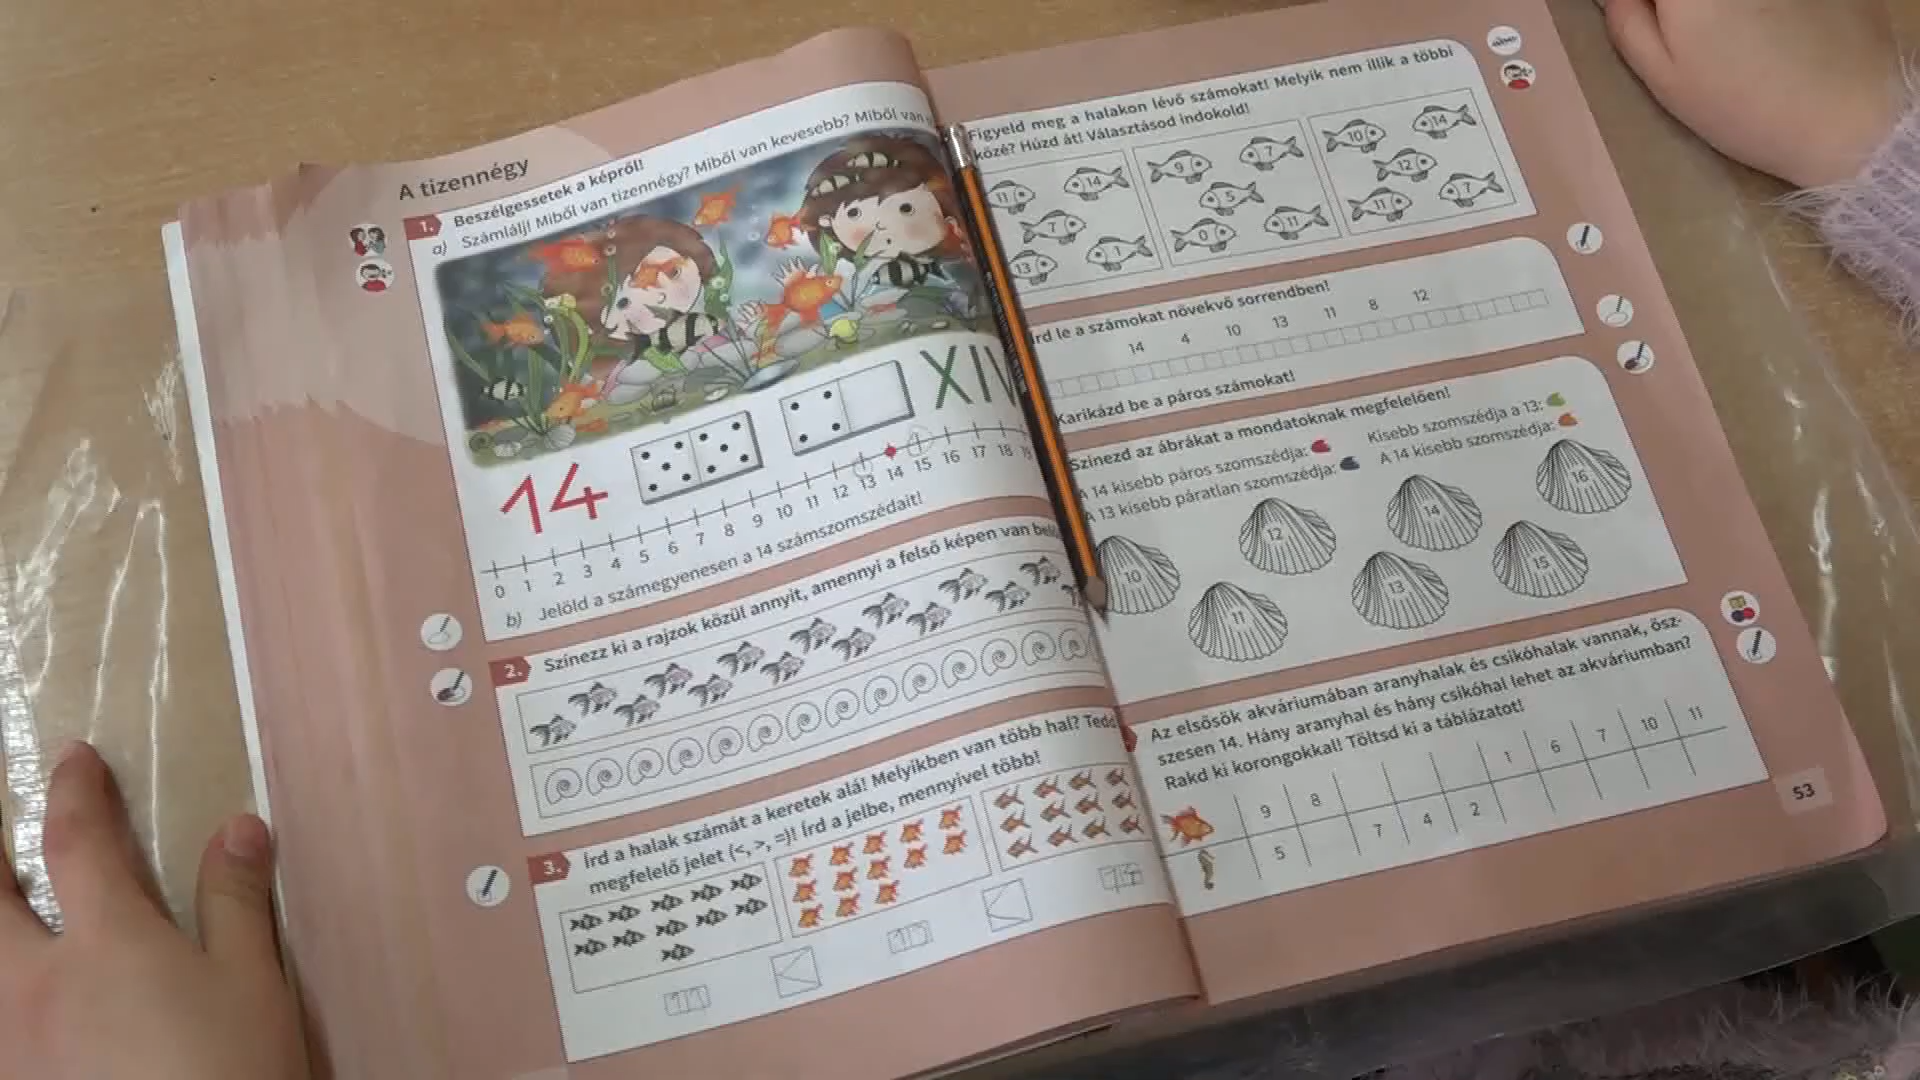 A tizennégy
1. Beszélgessetek a képről!
a) Számlálj! Miből van tizennégy? Miből van kevesebb? Miből van
14
XIV
0 1 2 3 4 5 6 7 8 9 10 11 12 13 14 15 16 17 18 19
b) Jelöld a számegyenesen a 14 számszomszédait!
2. Színezz ki a rajzok közül annyit, amennyi a felső képen van
3. Írd a halak számát a keretek alá! Melyikben van több hal?
megfelelő jelet (<, >, =)! Írd a jelbe, mennyivel több!
11 <
<
Figyeld meg a halakon lévő számokat! Melyik nem illik a többi
közé? Húzd át! Választásod indokold!
11 14 7 13 1
9 7 5 0 11
10 14 12 11 7
Írd le a számokat növekvő sorrendben!
14 4 10 13 11 8 12
Karikázd be a páros számokat!
Színezd az ábrákat a mondatoknak megfelelően!
A 14 kisebb páros szomszédja: Kisebb szomszédja a 13:
A 13 kisebb páratlan szomszédja: A 14 kisebb szomszédja:
10 12 14 16
11 13 15
Az elsősök akváriumában aranyhalak és csikóhalak vannak, ösz-
szesen 14. Hány aranyhal és hány csikóhal lehet az akváriumban?
Rakd ki korongokkal! Töltsd ki a táblázatot!
9 8 1 6 7 10 11
5 7 4 2
53